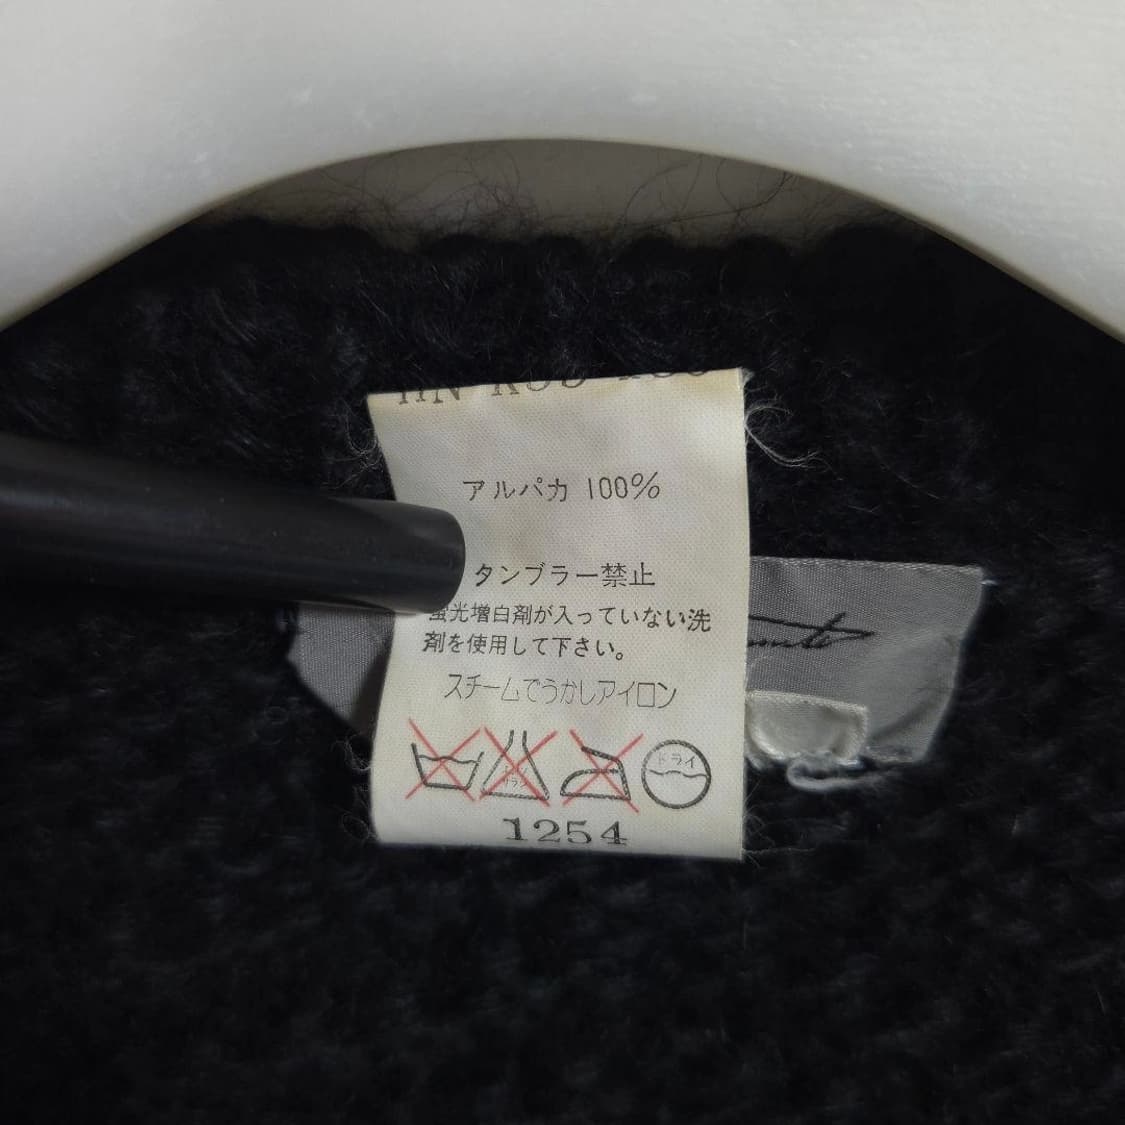 アルパカ 100%
タンブラー禁止
蛍光増白剤が入っていない洗
剤を使用して下さい。
スチームでうかしアイロン
ドライ
1254